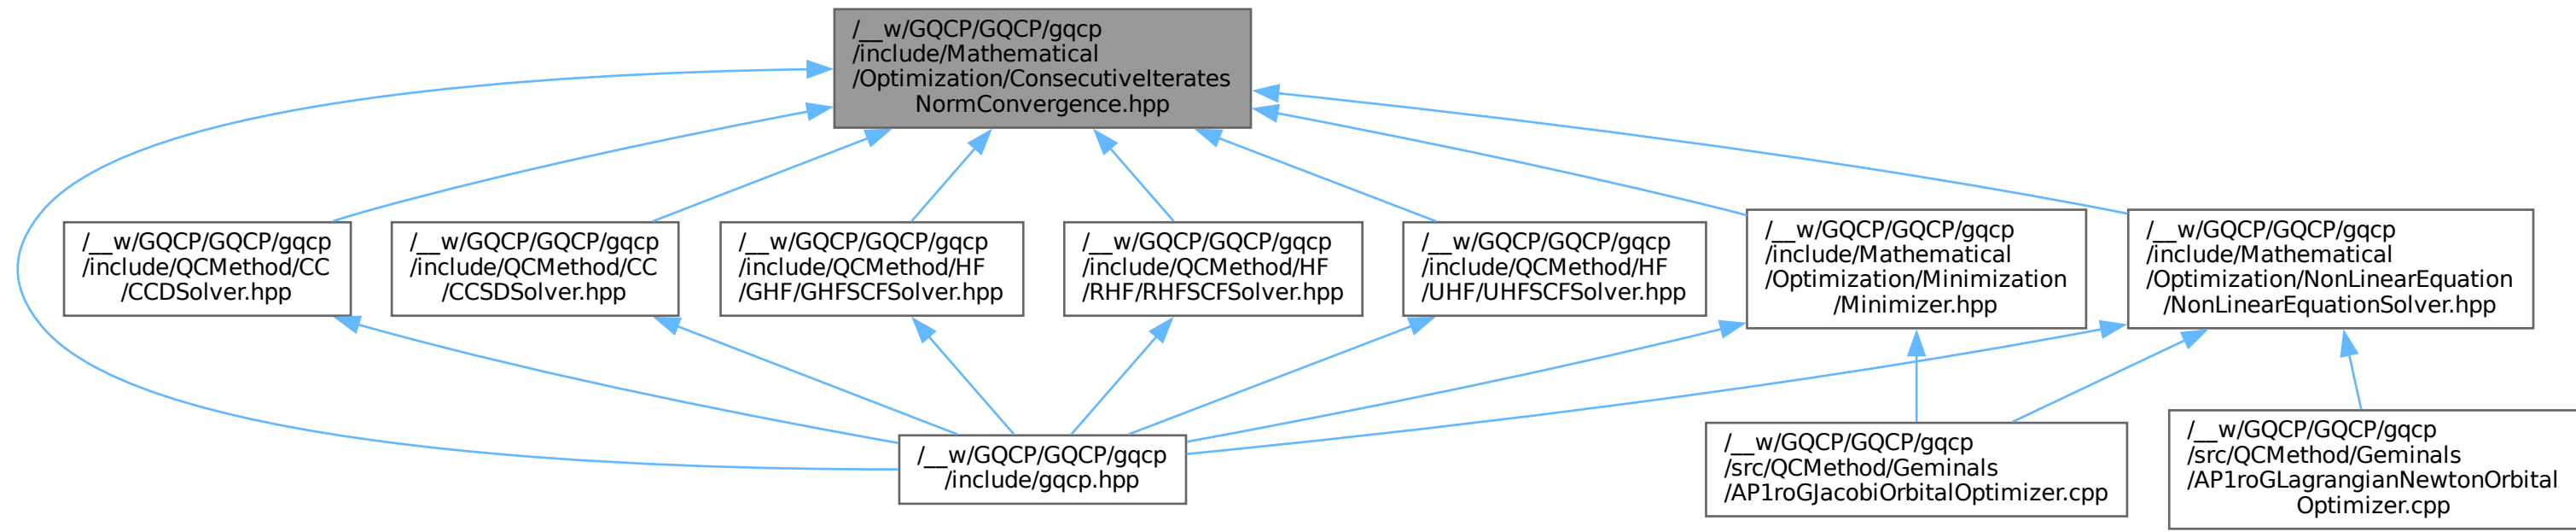 /__w/GQCP/GQCP/gqcp
/include/Mathematical
/Optimization/ConsecutiveIterates
NormConvergence.hpp
/__w/GQCP/GQCP/gqcp
/include/QCMethod/CC
/CCDSolver.hpp
/__w/GQCP/GQCP/gqcp
/include/QCMethod/CC
/CCSDSolver.hpp
/__w/GQCP/GQCP/gqcp
/include/QCMethod/HF
/GHF/GHFSCFSolver.hpp
/__w/GQCP/GQCP/gqcp
/include/QCMethod/HF
/RHF/RHFSCFSolver.hpp
/__w/GQCP/GQCP/gqcp
/include/QCMethod/HF
/UHF/UHFSCFSolver.hpp
/__w/GQCP/GQCP/gqcp
/include/Mathematical
/Optimization/Minimization
/Minimizer.hpp
/__w/GQCP/GQCP/gqcp
/include/Mathematical
/Optimization/NonLinearEquation
/NonLinearEquationSolver.hpp
/__w/GQCP/GQCP/gqcp
/include/gqcp.hpp
/__w/GQCP/GQCP/gqcp
/src/QCMethod/Geminals
/AP1roGJacobiOrbitalOptimizer.cpp
/__w/GQCP/GQCP/gqcp
/src/QCMethod/Geminals
/AP1roGLagrangianNewtonOrbital
Optimizer.cpp